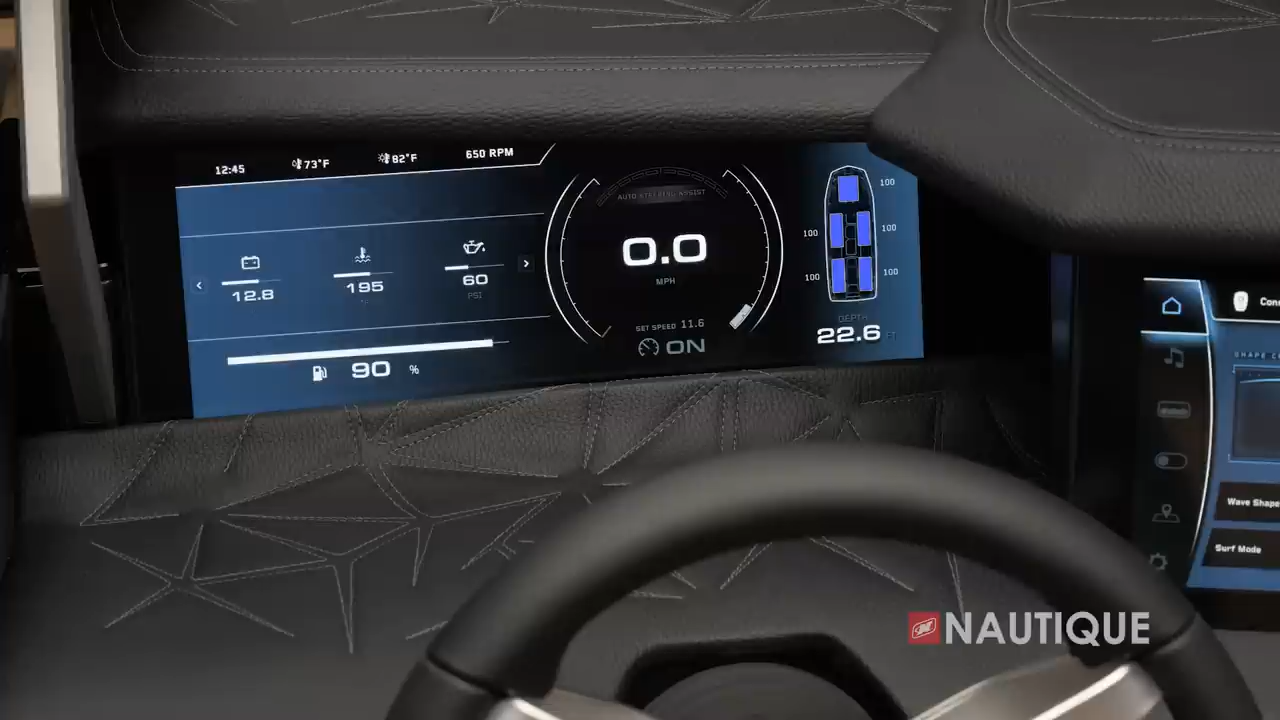 12:45
73°F
82°F
650 RPM
AUTO STEERING ASSIST
100
100
100
100
100
0.0
MPH
12.8
195
60
PSI
SET SPEED 11.6
ON
DEPTH
22.6 FT
90 %
Wave Shape
Surf Mode
NAUTIQUE